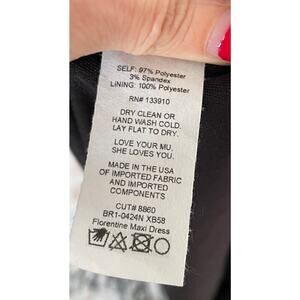 SELF: 97% Polyester
3% Spandex
LINING: 100% Polyester
RN# 133910
DRY CLEAN OR
HAND WASH COLD.
LAY FLAT TO DRY.
LOVE YOUR MU.
SHE LOVES YOU.
MADE IN THE USA
OF IMPORTED FABRIC
AND IMPORTED
COMPONENTS
CUT# 8860
BR1-0424N XB58
Florentine Maxi Dress